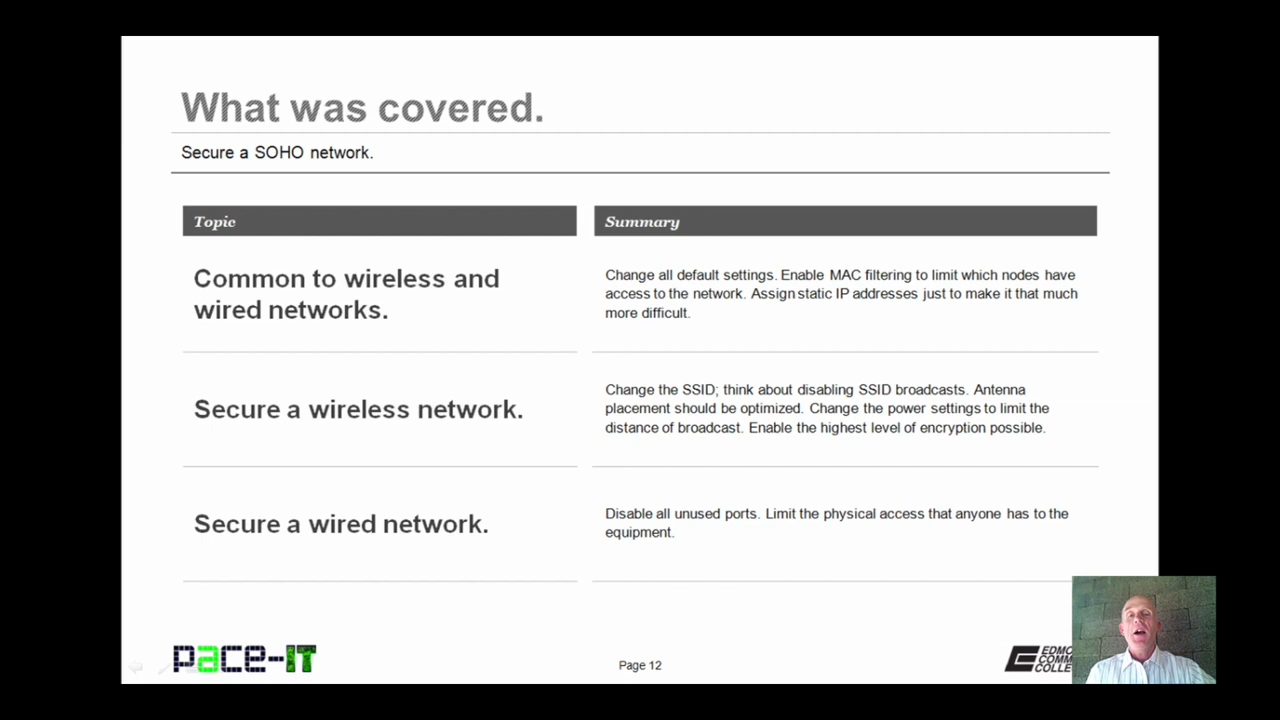 What was covered.
Secure a SOHO network.
Topic
Summary
Common to wireless and
wired networks.
Change all default settings. Enable MAC filtering to limit which nodes have
access to the network. Assign static IP addresses just to make it that much
more difficult.
Secure a wireless network.
Change the SSID; think about disabling SSID broadcasts. Antenna
placement should be optimized. Change the power settings to limit the
distance of broadcast. Enable the highest level of encryption possible.
Secure a wired network.
Disable all unused ports. Limit the physical access that anyone has to the
equipment.
pace-IT
Page 12